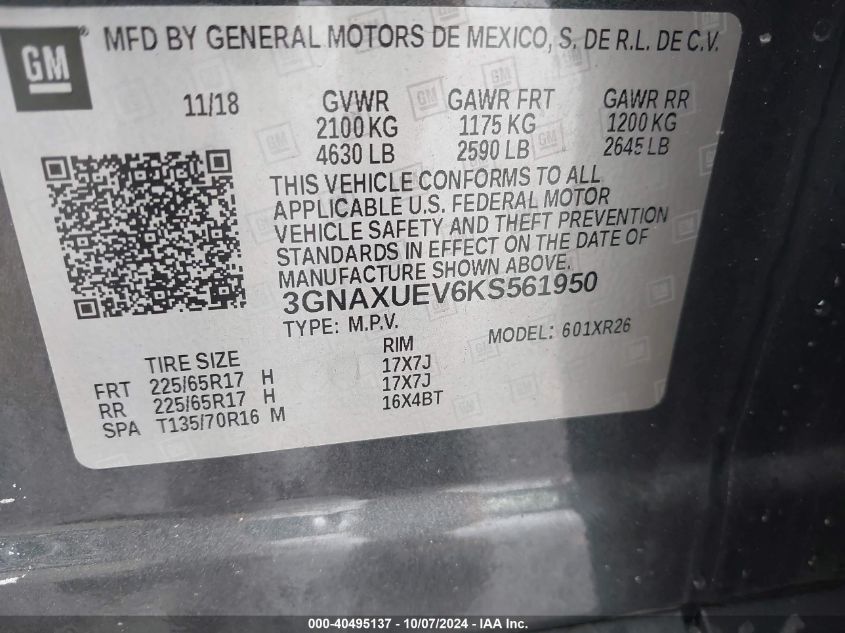 GM® MFD BY GENERAL MOTORS DE MEXICO, S. DE R.L. DE C.V.
11/18 GVWR GAWR FRT GAWR RR
2100 KG 1175 KG 1200 KG
4630 LB 2590 LB 2645 LB
THIS VEHICLE CONFORMS TO ALL
APPLICABLE U.S. FEDERAL MOTOR
VEHICLE SAFETY AND THEFT PREVENTION
STANDARDS IN EFFECT ON THE DATE OF
MANUFACTURE SHOWN ABOVE.
3GNAXUEV6KS561950
TYPE: M.P.V. MODEL: 601XR26
TIRE SIZE RIM
FRT 225/65R17 H 17X7J
RR 225/65R17 H 17X7J
SPA T135/70R16 M 16X4BT
000-40495137 - 10/07/2024 - IAA Inc.